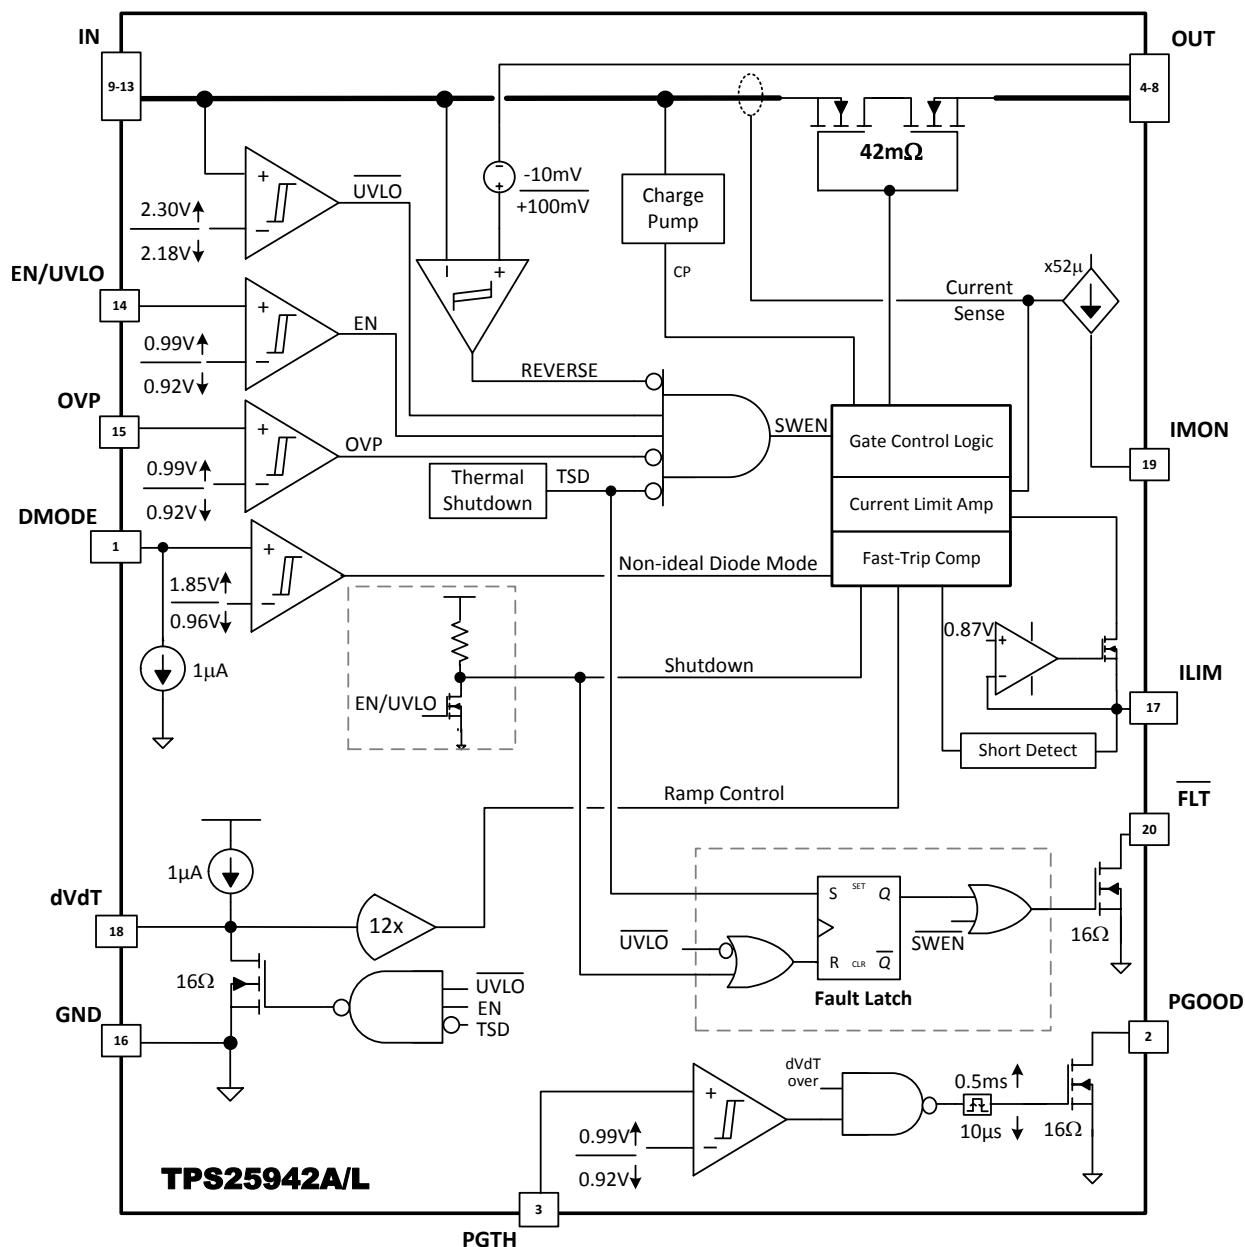 IN
OUT
9-13
4-8
42mΩ
-10mV
+100mV
Charge
Pump
CP
UVLO
2.30V
2.18V
+
−
EN/UVLO
14
EN
0.99V
0.92V
+
−
x52µ
Current
Sense
REVERSE
OVP
15
OVP
0.99V
0.92V
+
−
SWEN
Thermal
Shutdown
TSD
Gate Control Logic
Current Limit Amp
Fast-Trip Comp
IMON
19
DMODE
1
1.85V
0.96V
+
−
1µA
Non-ideal Diode Mode
EN/UVLO
Shutdown
0.87V
+
−
ILIM
17
Short Detect
Ramp Control
FLT
20
16Ω
1µA
dVdT
18
12x
16Ω
UVLO
EN
TSD
GND
16
UVLO
S
SET
Q
R
CLR
Q
SWEN
Fault Latch
PGOOD
2
dVdT
over
0.5ms
10µs
16Ω
+
−
0.99V
0.92V
TPS25942A/L
3
PGTH